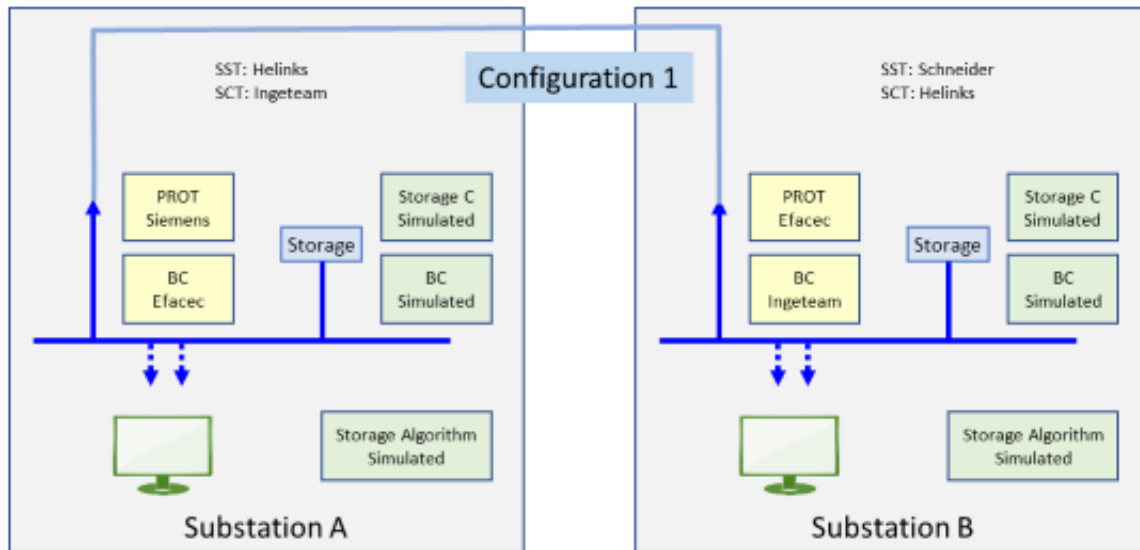 Configuration 1
SST: Helinks
SCT: Ingeteam
PROT
Siemens
Storage C
Simulated
Storage
BC
Efacec
BC
Simulated
Storage Algorithm
Simulated
Substation A
SST: Schneider
SCT: Helinks
PROT
Efacec
Storage C
Simulated
Storage
BC
Ingeteam
BC
Simulated
Storage Algorithm
Simulated
Substation B